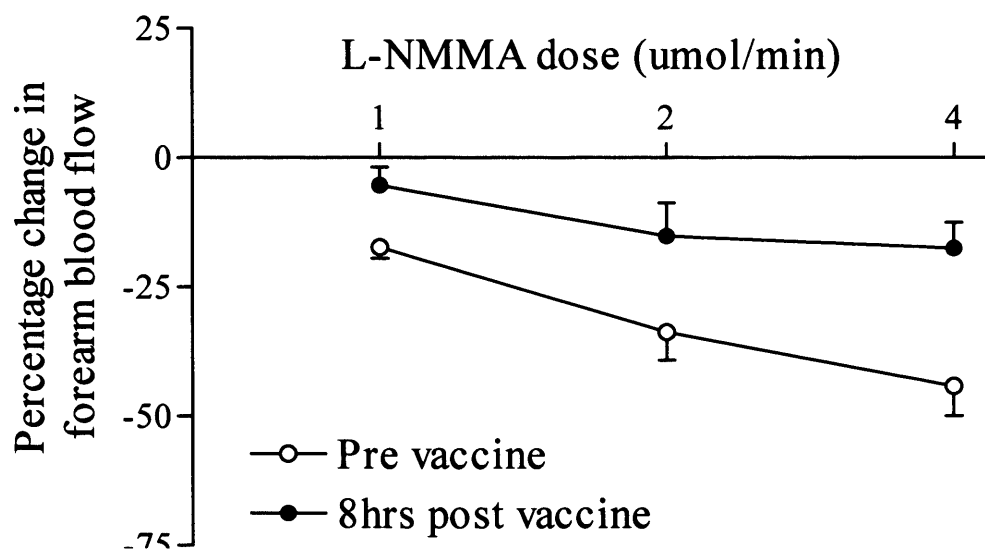 25
L-NMMA dose (umol/min)
1 2 4
0
-25
-50
-75
Percentage change in
forearm blood flow
Pre vaccine
8hrs post vaccine